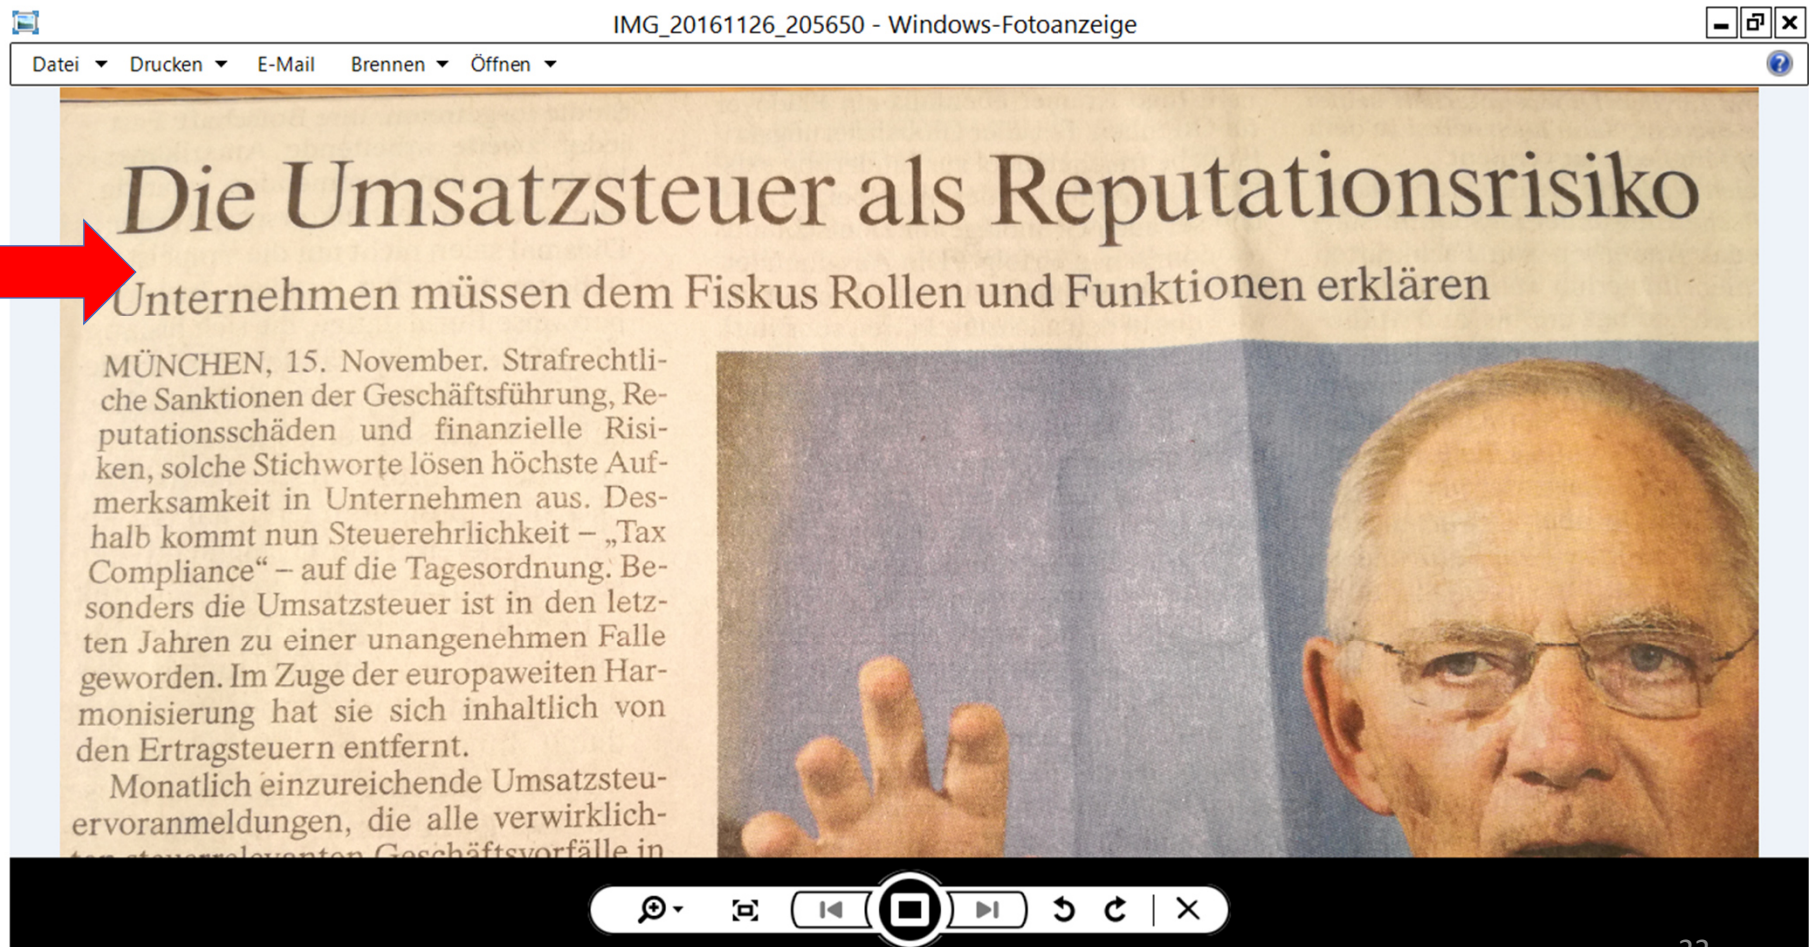 IMG_20161126_205650 - Windows-Fotoanzeige
Datei Drucken E-Mail Brennen Öffnen
Die Umsatzsteuer als Reputationsrisiko
Unternehmen müssen dem Fiskus Rollen und Funktionen erklären
MÜNCHEN, 15. November. Strafrechtli-
che Sanktionen der Geschäftsführung, Re-
putationsschäden und finanzielle Risi-
ken, solche Stichworte lösen höchste Auf-
merksamkeit in Unternehmen aus. Des-
halb kommt nun Steuerehrlichkeit – „Tax
Compliance“ – auf die Tagesordnung. Be-
sonders die Umsatzsteuer ist in den letz-
ten Jahren zu einer unangenehmen Falle
geworden. Im Zuge der europaweiten Har-
monisierung hat sie sich inhaltlich von
den Ertragsteuern entfernt.
Monatlich einzureichende Umsatzsteu-
ervoranmeldungen, die alle verwirklich-
ten steuerrelevanten Geschäftsvorfälle in